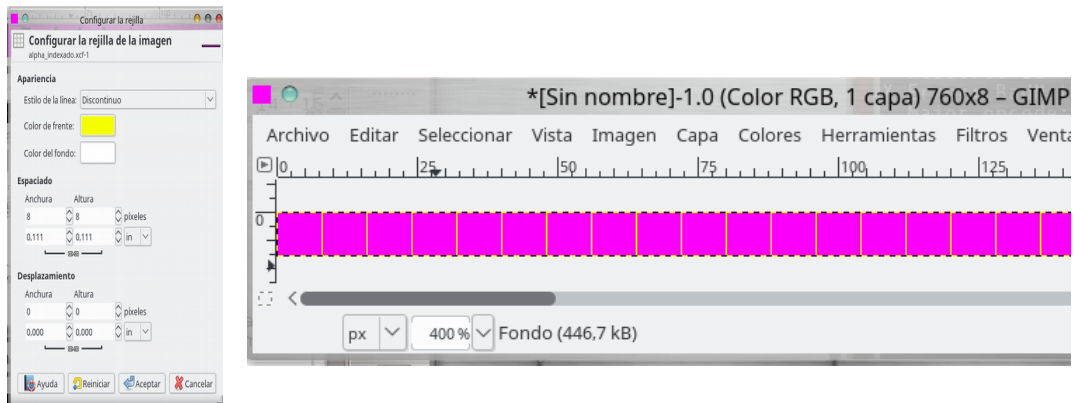 Configurar la rejilla
Configurar la rejilla de la imagen
alpha_indexado.xcf-1
Apariencia
Estilo de la línea: Discontinuo
Color de frente:
Color del fondo:
Espaciado
Anchura Altura
8 8 píxeles
0,111 0,111 in
Desplazamiento
Anchura Altura
0 0 píxeles
0,000 0,000 in
Ayuda Reiniciar Aceptar Cancelar
*[Sin nombre]-1.0 (Color RGB, 1 capa) 760x8 – GIMP
Archivo Editar Seleccionar Vista Imagen Capa Colores Herramientas Filtros Venta
0 25 50 75 100 125
0
px 400 % Fondo (446,7 kB)